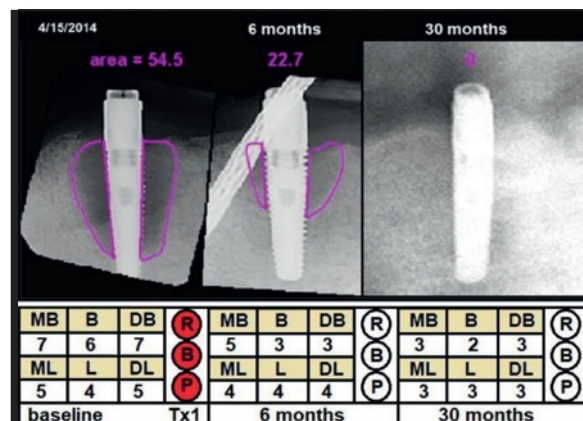 4/15/2014 6 months 30 months
area = 54.5 22.7 0
MB B DB R MB B DB R MB B DB R
7 6 7 5 3 3 3 2 3
B B B
ML L DL ML L DL ML L DL
5 4 5 P 4 4 4 P 3 3 3 P
baseline Tx1 6 months 30 months